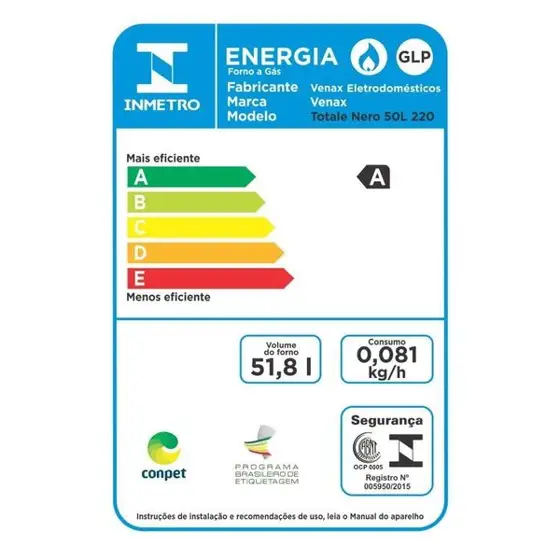 INMETRO
ENERGIA
GLP
Forno a Gás
Fabricante Venax Eletrodomésticos
Marca Venax
Modelo Totale Nero 50L 220
Mais eficiente
A
A
B
C
D
E
Menos eficiente
Volume
do forno
51,8 l
Consumo
0,081
kg/h
conpet
PROGRAMA
BRASILEIRO DE
ETIQUETAGEM
Segurança
ABNT
OCP 0005
Registro Nº
005950/2015
Instruções de instalação e recomendações de uso, leia o Manual do aparelho